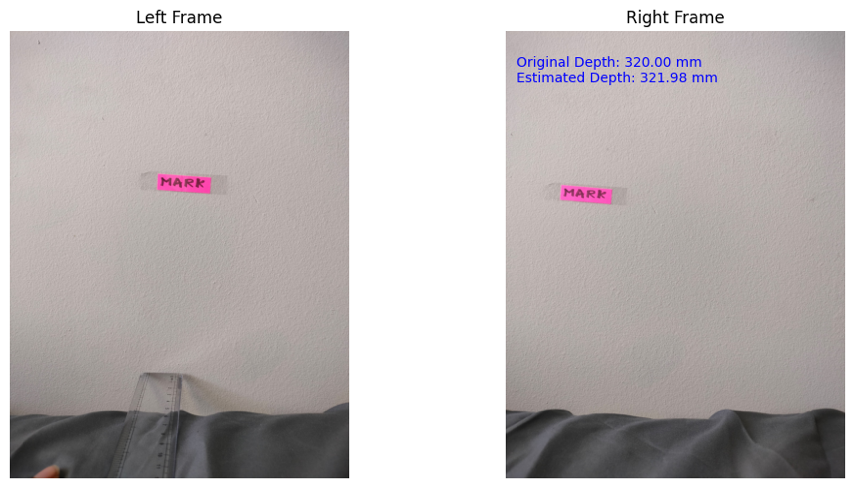 Left Frame
Right Frame
Original Depth: 320.00 mm
Estimated Depth: 321.98 mm
MARK
MARK